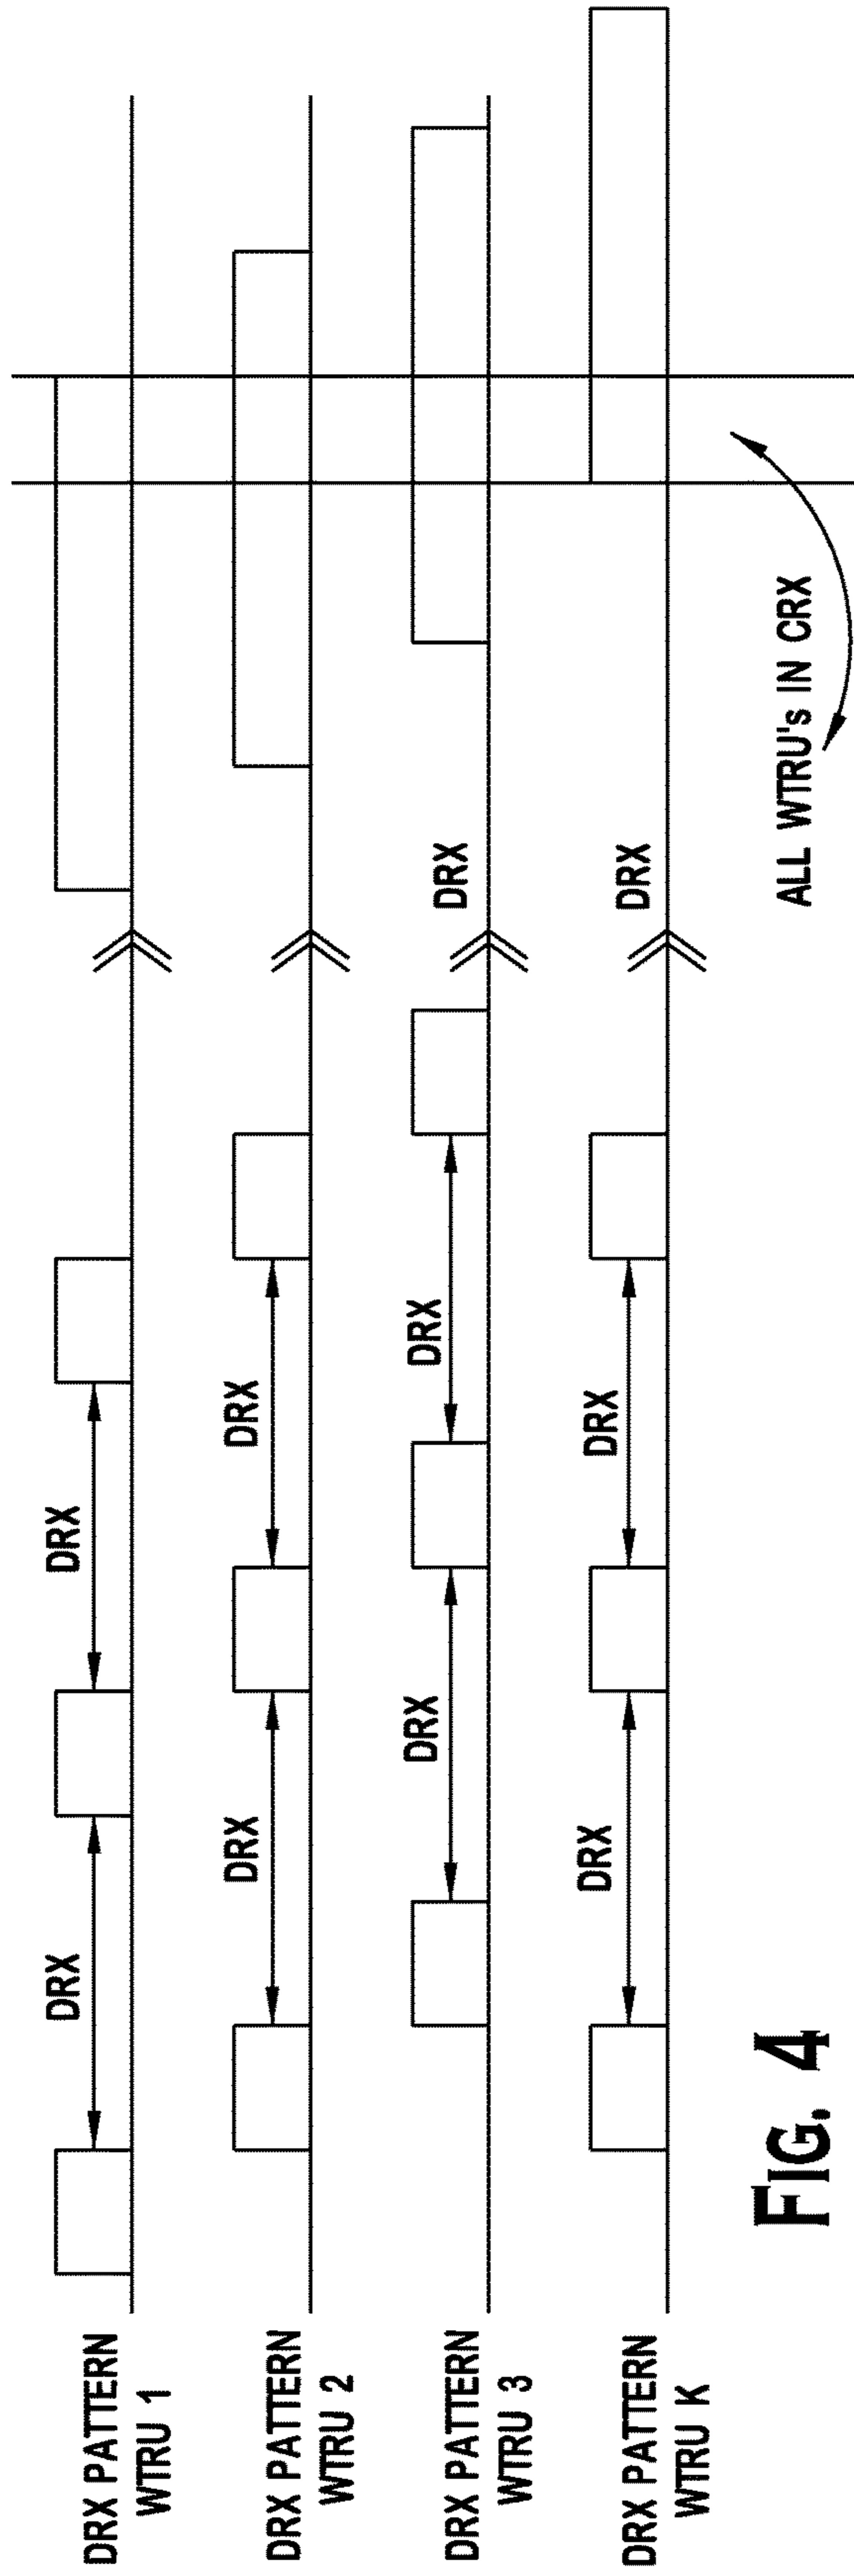 DRX PATTERN
WTRU 1
DRX
DRX
DRX PATTERN
WTRU 2
DRX
DRX
DRX PATTERN
WTRU 3
DRX
DRX
DRX
DRX PATTERN
WTRU K
DRX
DRX
DRX
ALL WTRU's IN CRX
FIG. 4